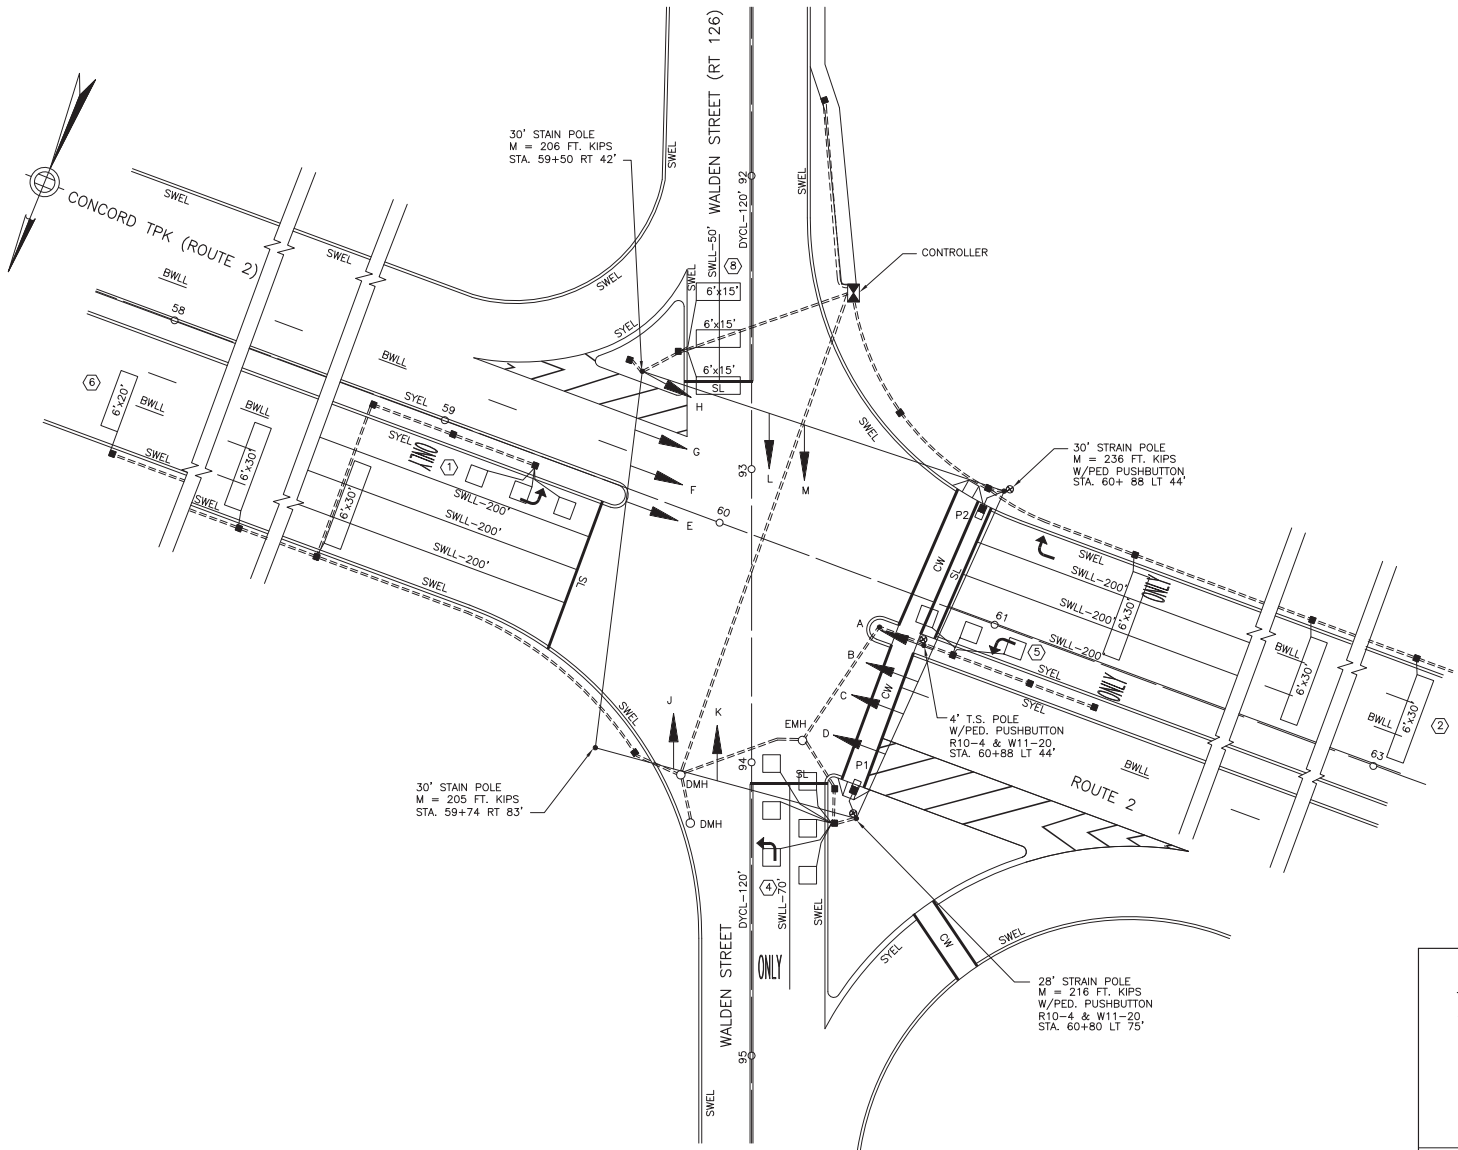 WALDEN STREET (RT 126)
SWEL
SWEL
30' STAIN POLE
M = 206 FT. KIPS
STA. 59+50 RT 42'
92
DYCL-120'
SWLL-50'
8
SWEL
CONCORD TPK (ROUTE 2)
SWEL
SWEL
SWEL
SWEL
CONTROLLER
BWLL
58
6'x15'
6'x15'
6'x15'
SL
SYEL
BWLL
6
6'x20'
BWLL
BWLL
SYEL
59
SYEL
ONLY
1
H
G
F
E
L
M
93
60
SWEL
30' STRAIN POLE
M = 236 FT. KIPS
W/PED PUSHBUTTON
STA. 60+ 88 LT 44'
SWEL
SWEL
6'x30'
6'x30'
SWLL-200'
SWLL-200'
SWLL-200'
SL
SWEL
P2
CW
SL
SWEL
SWLL-200'
ONLY
6'x30'
SWLL-200'
61
SWLL-200'
5
SYEL
ONLY
SYEL
BWLL
6'x30'
BWLL
6'x30'
2
63
A
B
C
D
CW
4' T.S. POLE
W/PED. PUSHBUTTON
R10-4 & W11-20
STA. 60+88 LT 44'
BWLL
ROUTE 2
SWEL
J
K
EMH
94
SL
P1
DMH
DMH
30' STAIN POLE
M = 205 FT. KIPS
STA. 59+74 RT 83'
4
DYCL-120'
SWLL-70'
SWEL
ONLY
WALDEN STREET
SYEL
CW
SWEL
28' STRAIN POLE
M = 216 FT. KIPS
W/PED. PUSHBUTTON
R10-4 & W11-20
STA. 60+80 LT 75'
95
SWEL